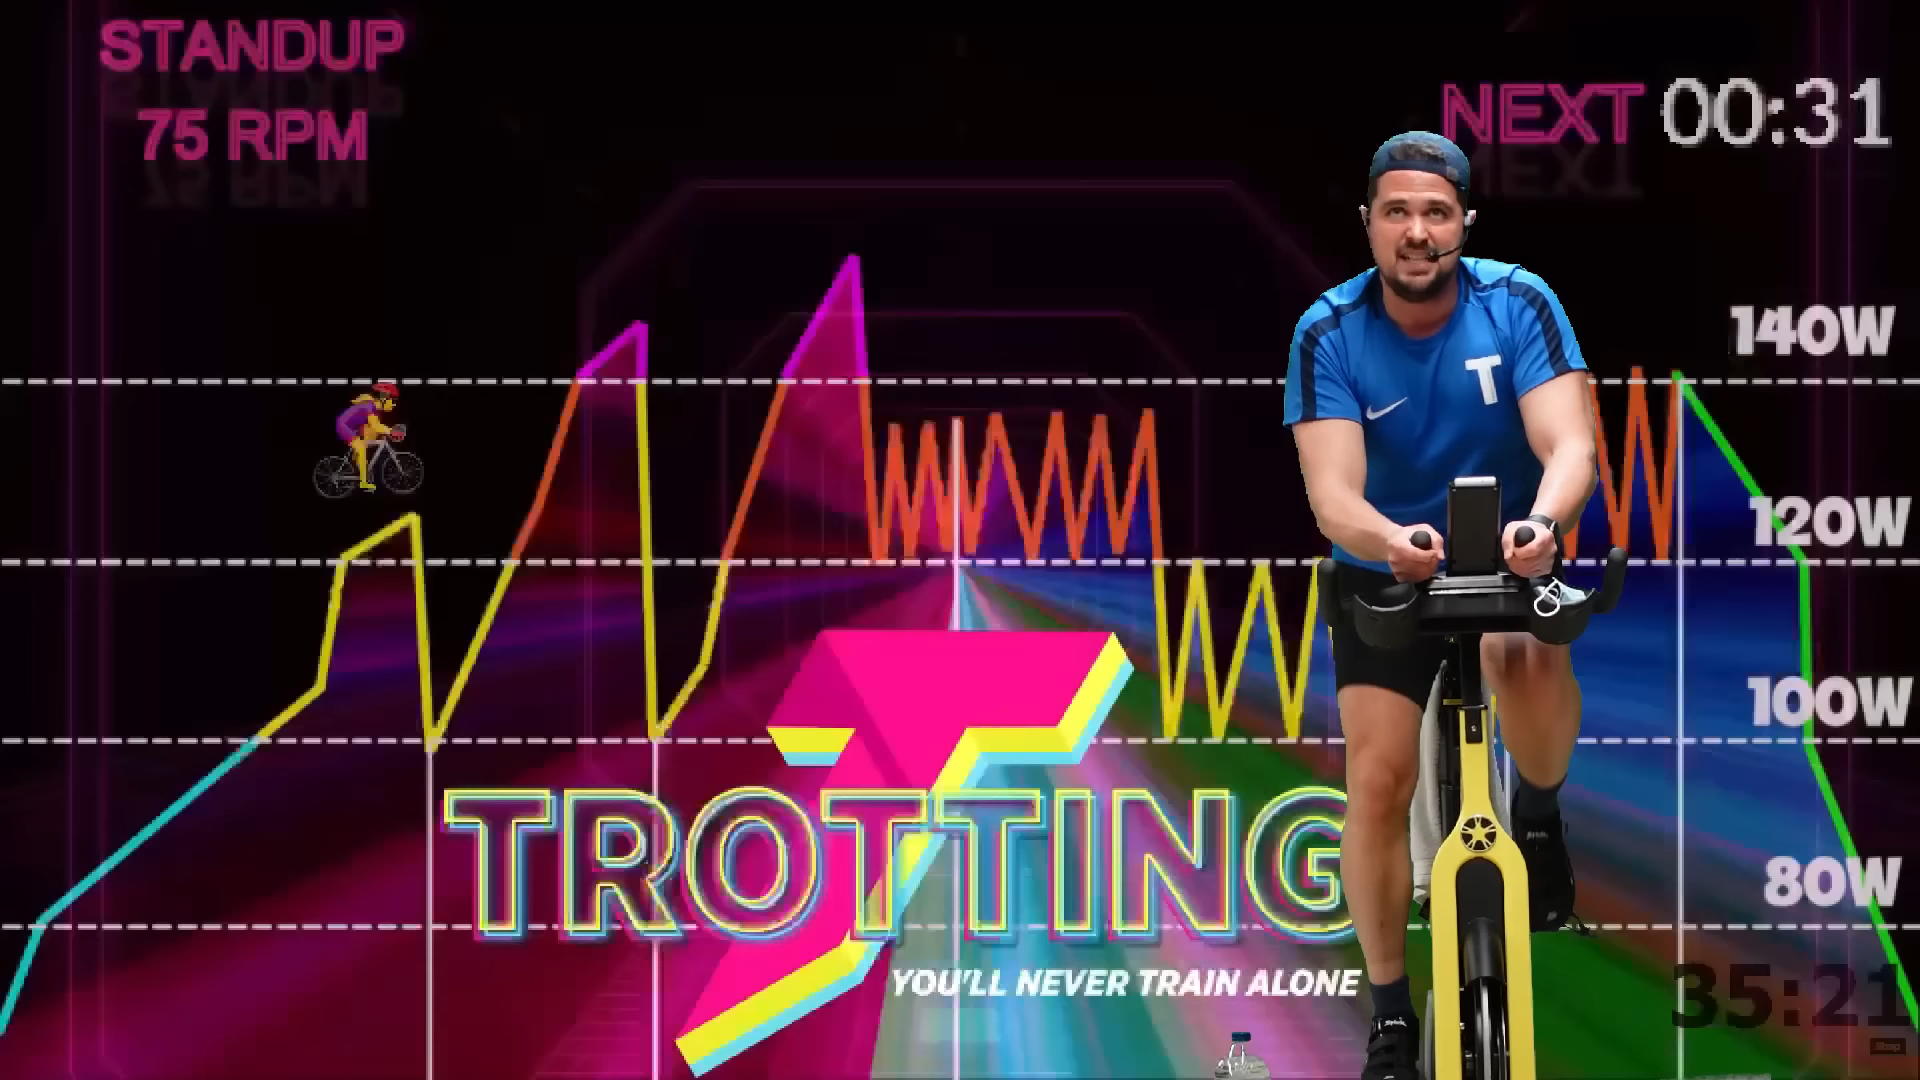 STANDUP
75 RPM
NEXT 00:31
140W
120W
100W
80W
T
TROTTING
YOU'LL NEVER TRAIN ALONE
35:21